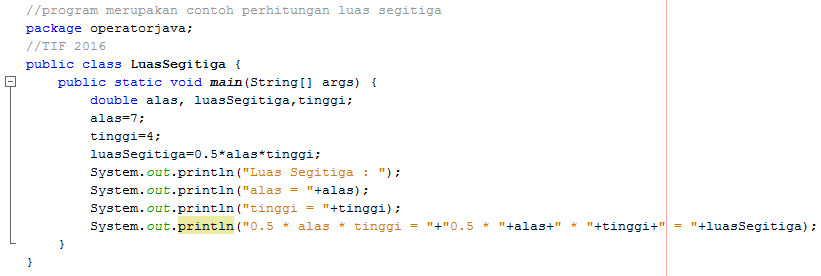 //program merupakan contoh perhitungan luas segitiga
package operatorjava;
//TIF 2016
public class LuasSegitiga {
public static void main(String[] args) {
double alas, luasSegitiga,tinggi;
alas=7;
tinggi=4;
luasSegitiga=0.5*alas*tinggi;
System.out.println("Luas Segitiga : ");
System.out.println("alas = "+alas);
System.out.println("tinggi = "+tinggi);
System.out.println("0.5 * alas * tinggi = "+"0.5 * "+alas+" * "+tinggi+" = "+luasSegitiga);
}
}